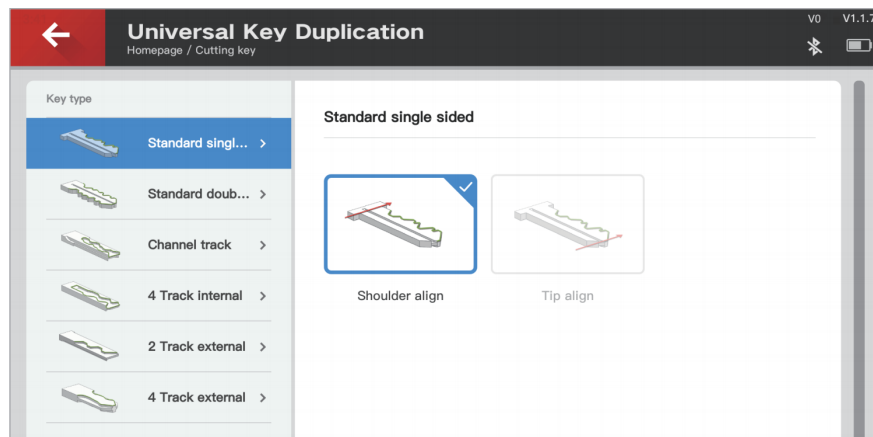 Universal Key Duplication
V0 V1.1.7
Homepage / Cutting key
Key type
Standard singl...
Standard doub...
Channel track
4 Track internal
2 Track external
4 Track external
Standard single sided
Shoulder align
Tip align